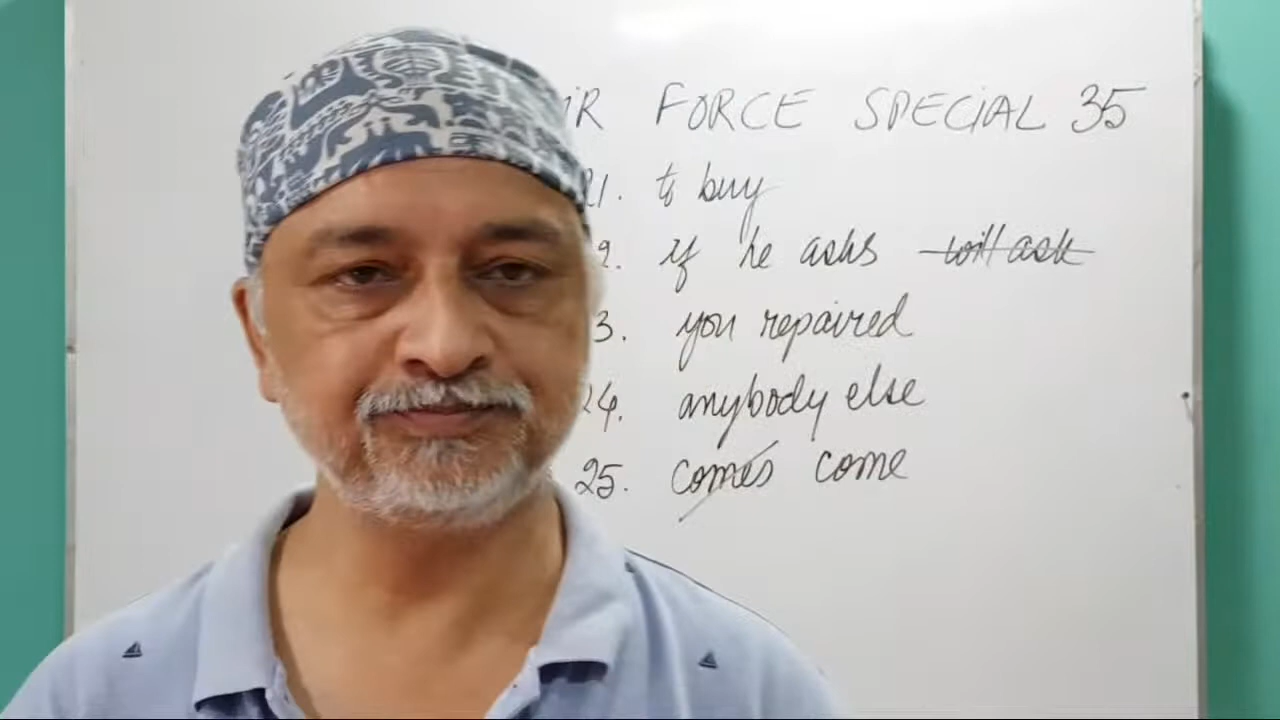 IR FORCE SPECIAL 35
21. to buy
2. if he asks will ask
3. you repaired
24. anybody else
25. comes come